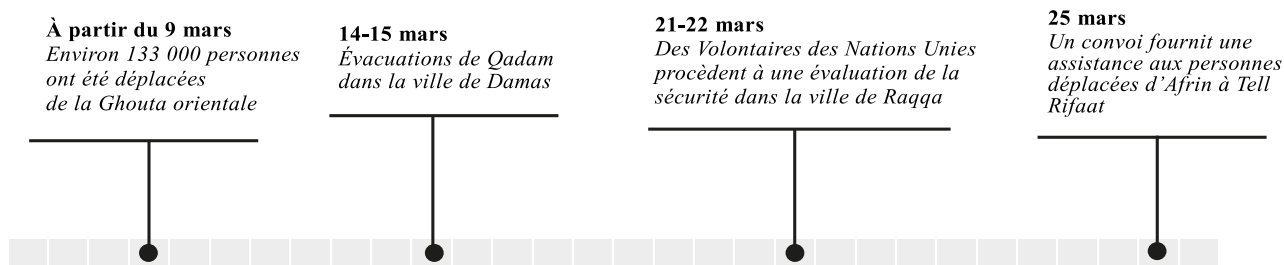 À partir du 9 mars
Environ 133 000 personnes
ont été déplacées
de la Ghouta orientale
14-15 mars
Évacuations de Qadam
dans la ville de Damas
21-22 mars
Des Volontaires des Nations Unies
procèdent à une évaluation de la
sécurité dans la ville de Raqqa
25 mars
Un convoi fournit une
assistance aux personnes
déplacées d’Afrin à Tell
Rifaat